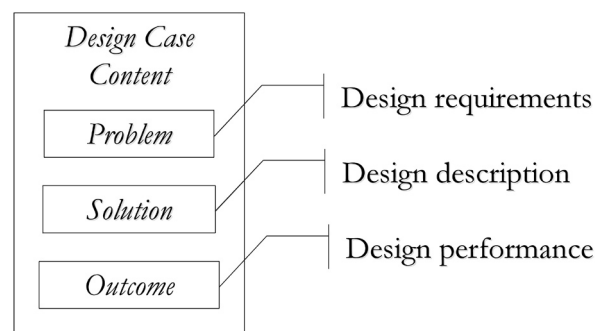 Design Case
Content
Problem
Design requirements
Solution
Design description
Outcome
Design performance